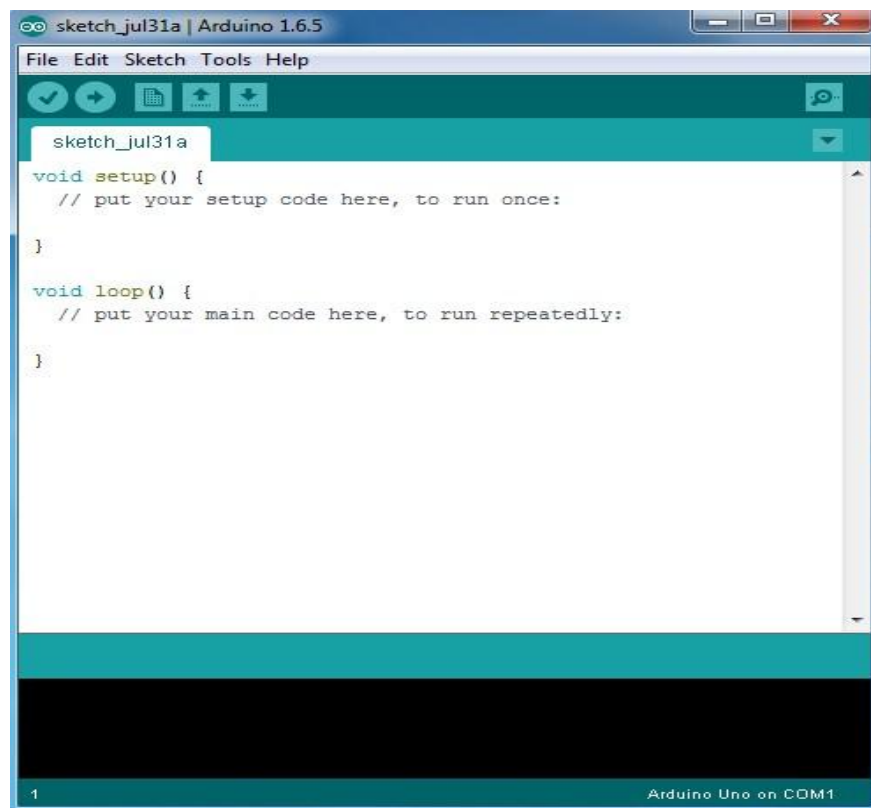 sketch_jul31a | Arduino 1.6.5
File Edit Sketch Tools Help
sketch_jul31a
void setup() {
  // put your setup code here, to run once:
}
void loop() {
  // put your main code here, to run repeatedly:
}
1 Arduino Uno on COM1